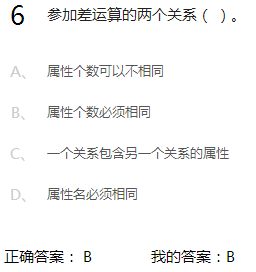 6 参加差运算的两个关系（ ）。
A、 属性个数可以不相同
B、 属性个数必须相同
C、 一个关系包含另一个关系的属性
D、 属性名必须相同
正确答案： B 我的答案：B